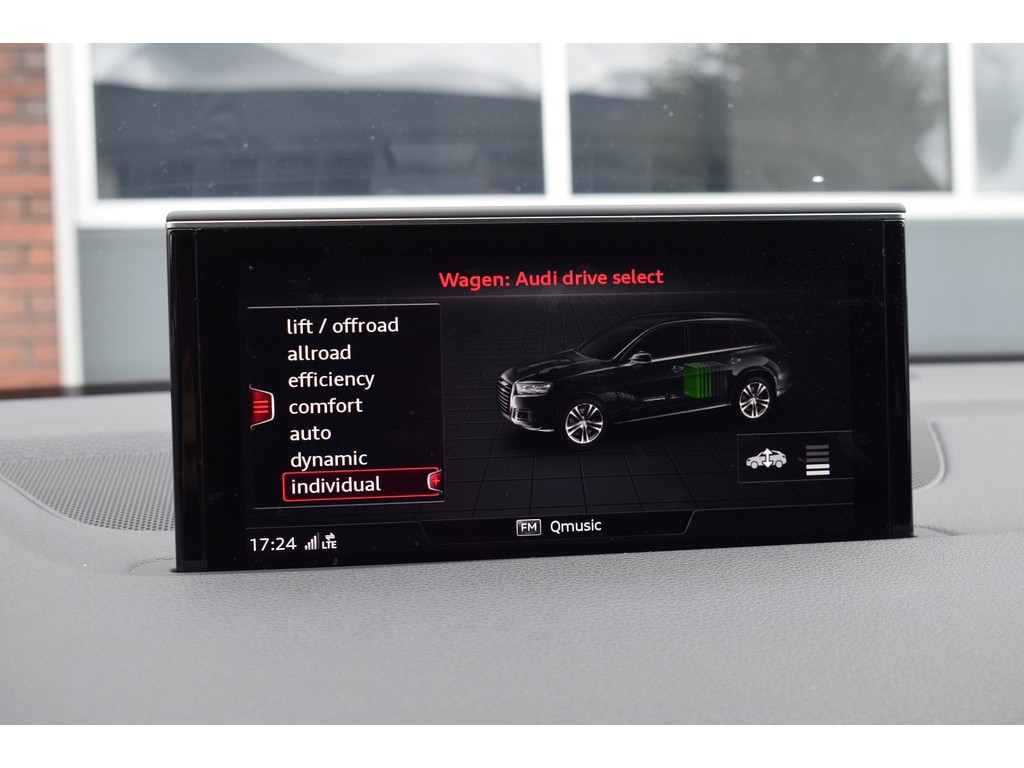 Wagen: Audi drive select
lift / offroad
allroad
efficiency
comfort
auto
dynamic
individual
FM Qmusic
17:24 LTE